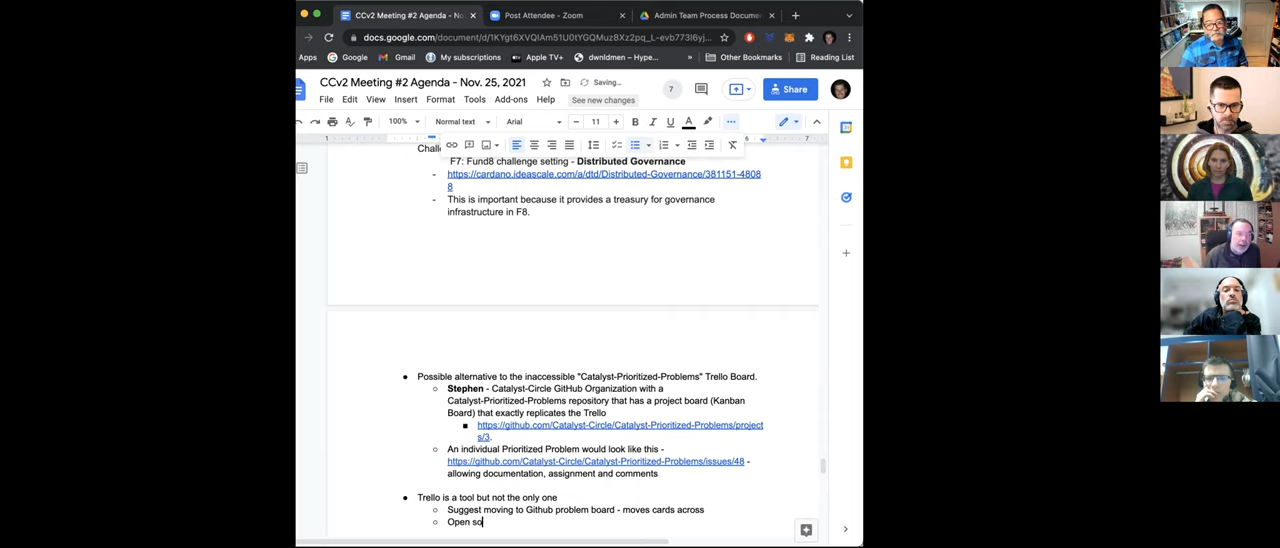 CCv2 Meeting #2 Agenda - No
Post Attendee - Zoom
Admin Team Process Docume
docs.google.com/document/d/1KYgt6XVQIAm51U0tYGQMuz8Xz2pq_L-evb773l6yj...
Apps
Google
Gmail
My subscriptions
Apple TV+
dwnldmen – Hype...
»
Other Bookmarks
Reading List
CCv2 Meeting #2 Agenda - Nov. 25, 2021
Saving...
7
Share
File Edit View Insert Format Tools Add-ons Help
See new changes
100%
Normal text
Arial
11
B I U A
1
6
7
Challe
F7: Fund8 challenge setting - Distributed Governance
- https://cardano.ideascale.com/a/dtd/Distributed-Governance/381151-4808
8
- This is important because it provides a treasury for governance
infrastructure in F8.
● Possible alternative to the inaccessible "Catalyst-Prioritized-Problems" Trello Board.
○ Stephen - Catalyst-Circle GitHub Organization with a
Catalyst-Prioritized-Problems repository that has a project board (Kanban
Board) that exactly replicates the Trello
■ https://github.com/Catalyst-Circle/Catalyst-Prioritized-Problems/project
s/3.
○ An individual Prioritized Problem would look like this -
https://github.com/Catalyst-Circle/Catalyst-Prioritized-Problems/issues/48 -
allowing documentation, assignment and comments
● Trello is a tool but not the only one
○ Suggest moving to Github problem board - moves cards across
○ Open so